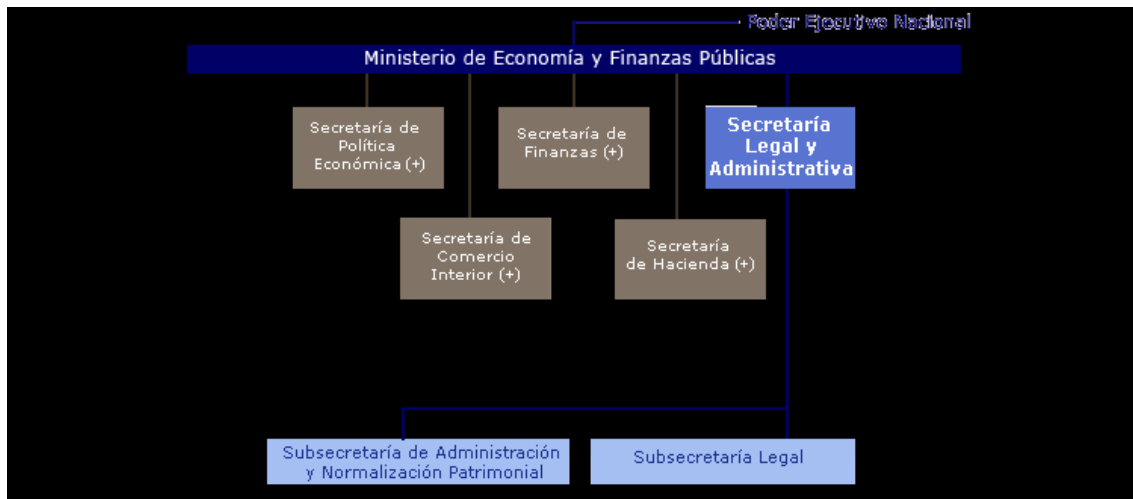 Poder Ejecutivo Nacional
Ministerio de Economía y Finanzas Públicas
Secretaría de
Política
Económica (+)
Secretaría de
Finanzas (+)
Secretaría
Legal y
Administrativa
Secretaría de
Comercio
Interior (+)
Secretaría
de Hacienda (+)
Subsecretaría de Administración
y Normalización Patrimonial
Subsecretaría Legal